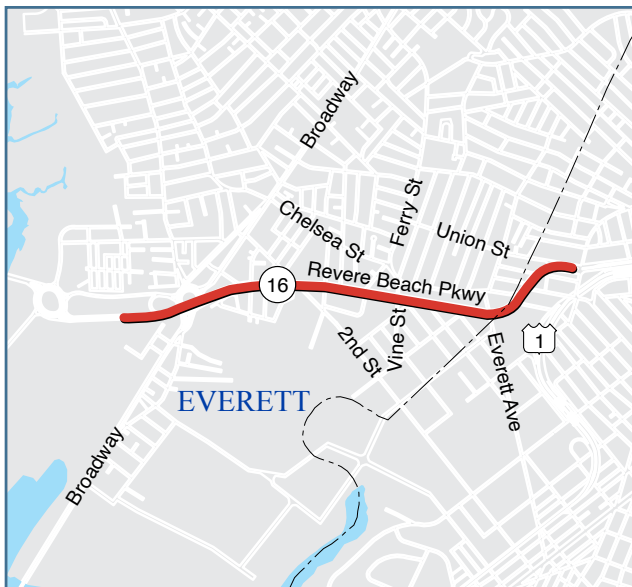 Broadway
Ferry St
Chelsea St
Union St
Revere Beach Pkwy
16
2nd St
Vine St
1
Everett Ave
EVERETT
Broadway